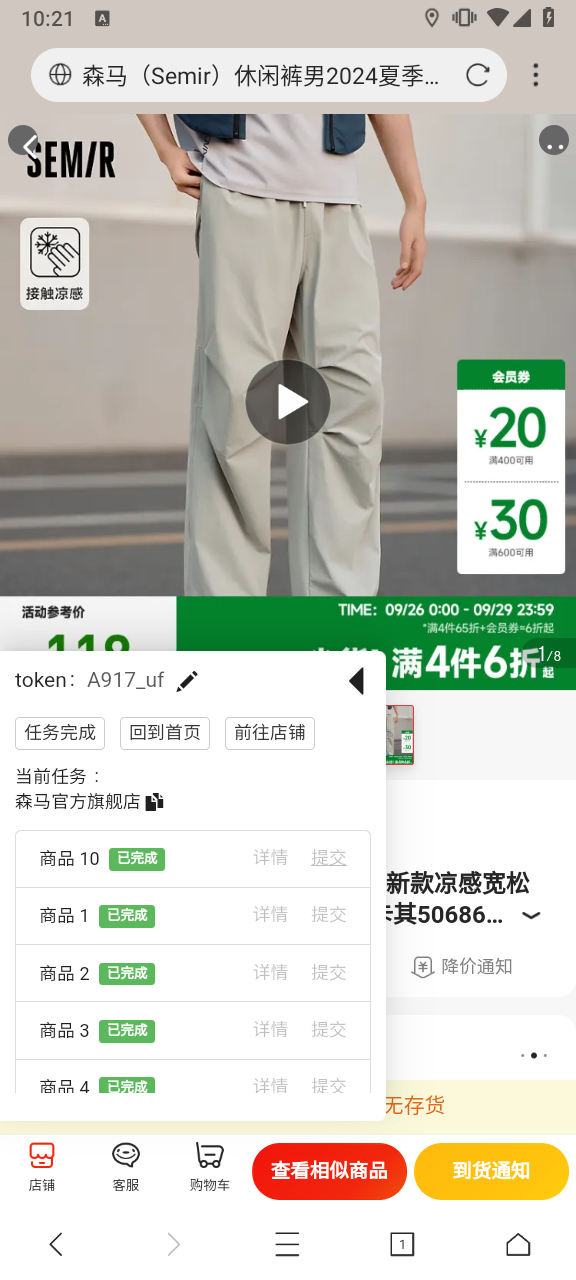 10:21
森马（Semir）休闲裤男2024夏季...
SEMIR
接触凉感
会员券
¥20
满400可用
¥30
满600可用
活动参考价
TIME: 09/26 0:00 - 09/29 23:59
*满4件65折+会员券≈6折起
满4件6折起
1/8
token: A917_uf
任务完成
回到首页
前往店铺
当前任务：
森马官方旗舰店
商品 10 已完成 详情 提交
商品 1 已完成 详情 提交
商品 2 已完成 详情 提交
商品 3 已完成 详情 提交
商品 4 已完成 详情 提交
新款凉感宽松
卡其50686...
降价通知
无存货
店铺
客服
购物车
查看相似商品
到货通知
1